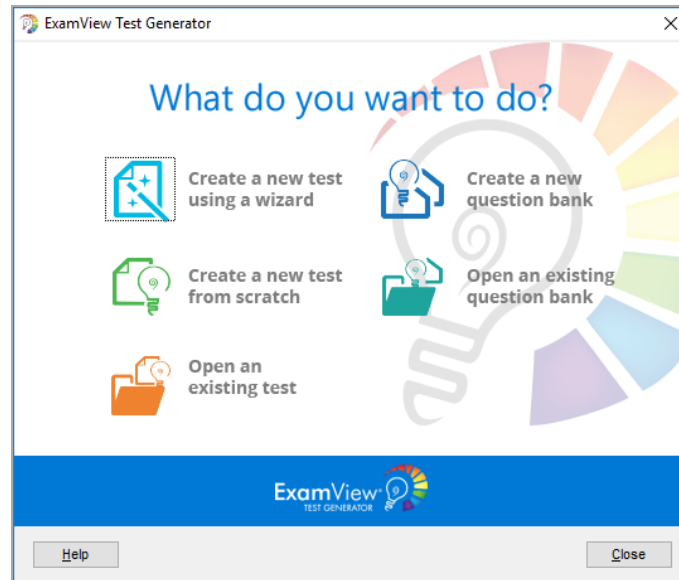 ExamView Test Generator
What do you want to do?
Create a new test
using a wizard
Create a new
question bank
Create a new test
from scratch
Open an existing
question bank
Open an
existing test
ExamView
TEST GENERATOR
Help
Close